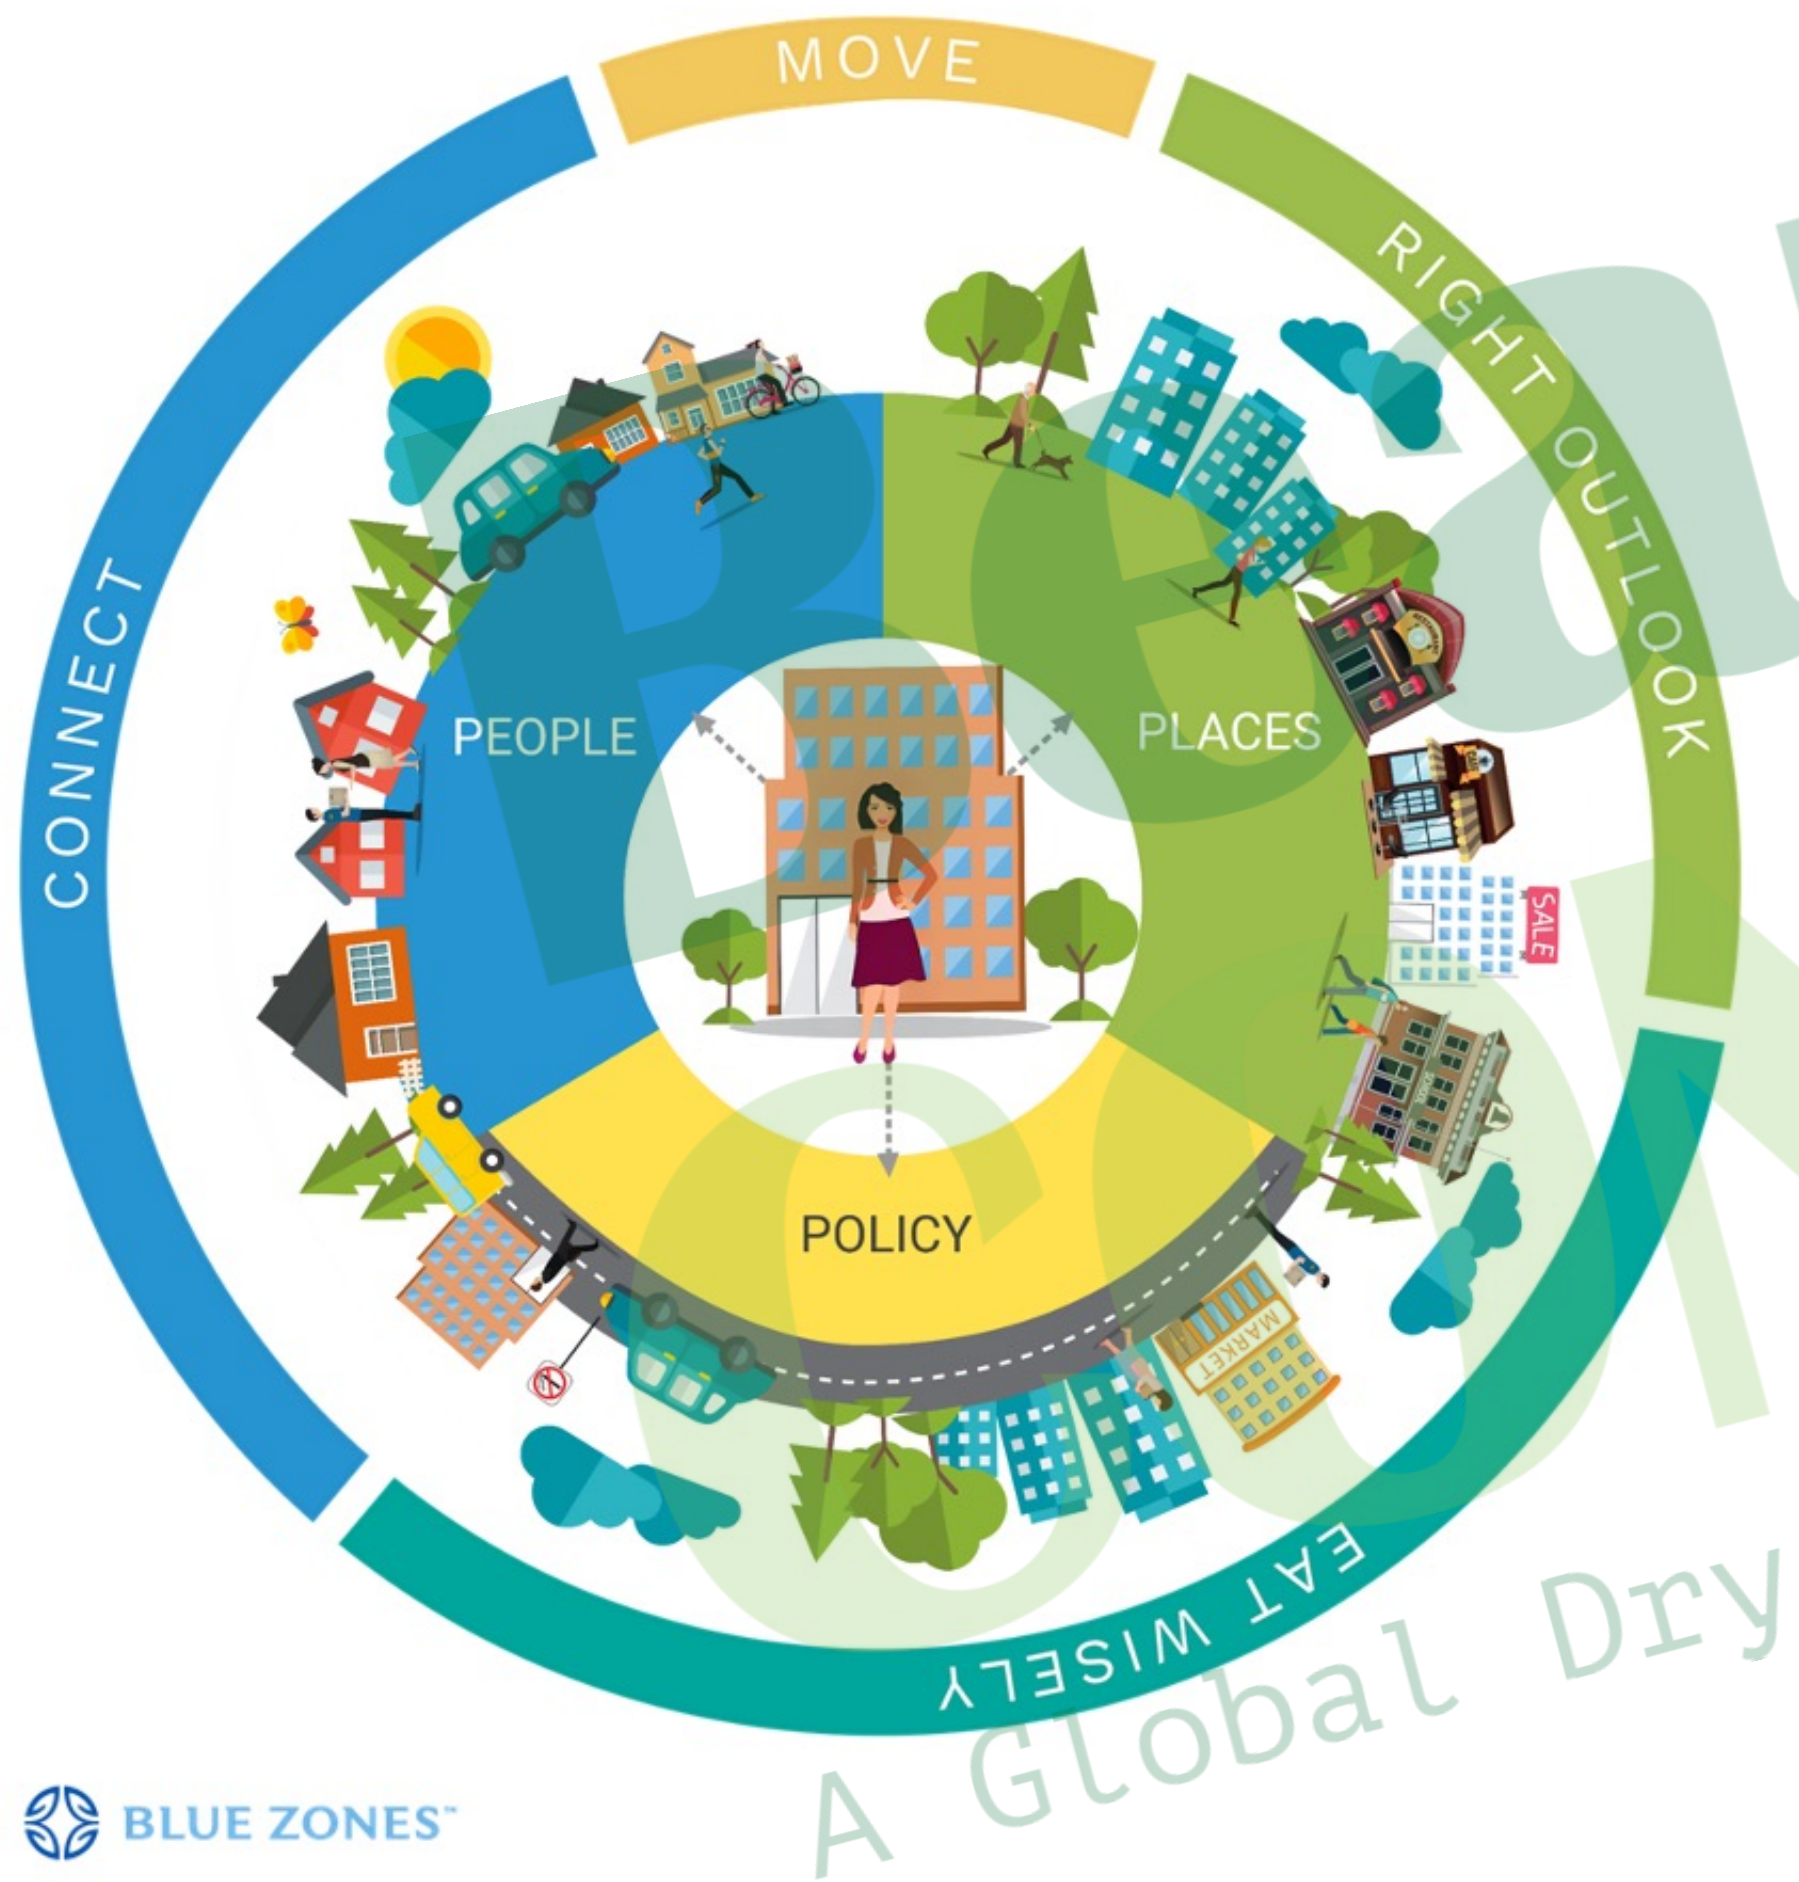 MOVE
RIGHT OUTLOOK
CONNECT
PEOPLE
PLACES
SALE
POLICY
MARKET
EAT WISELY
A Global Dry
BLUE ZONES™